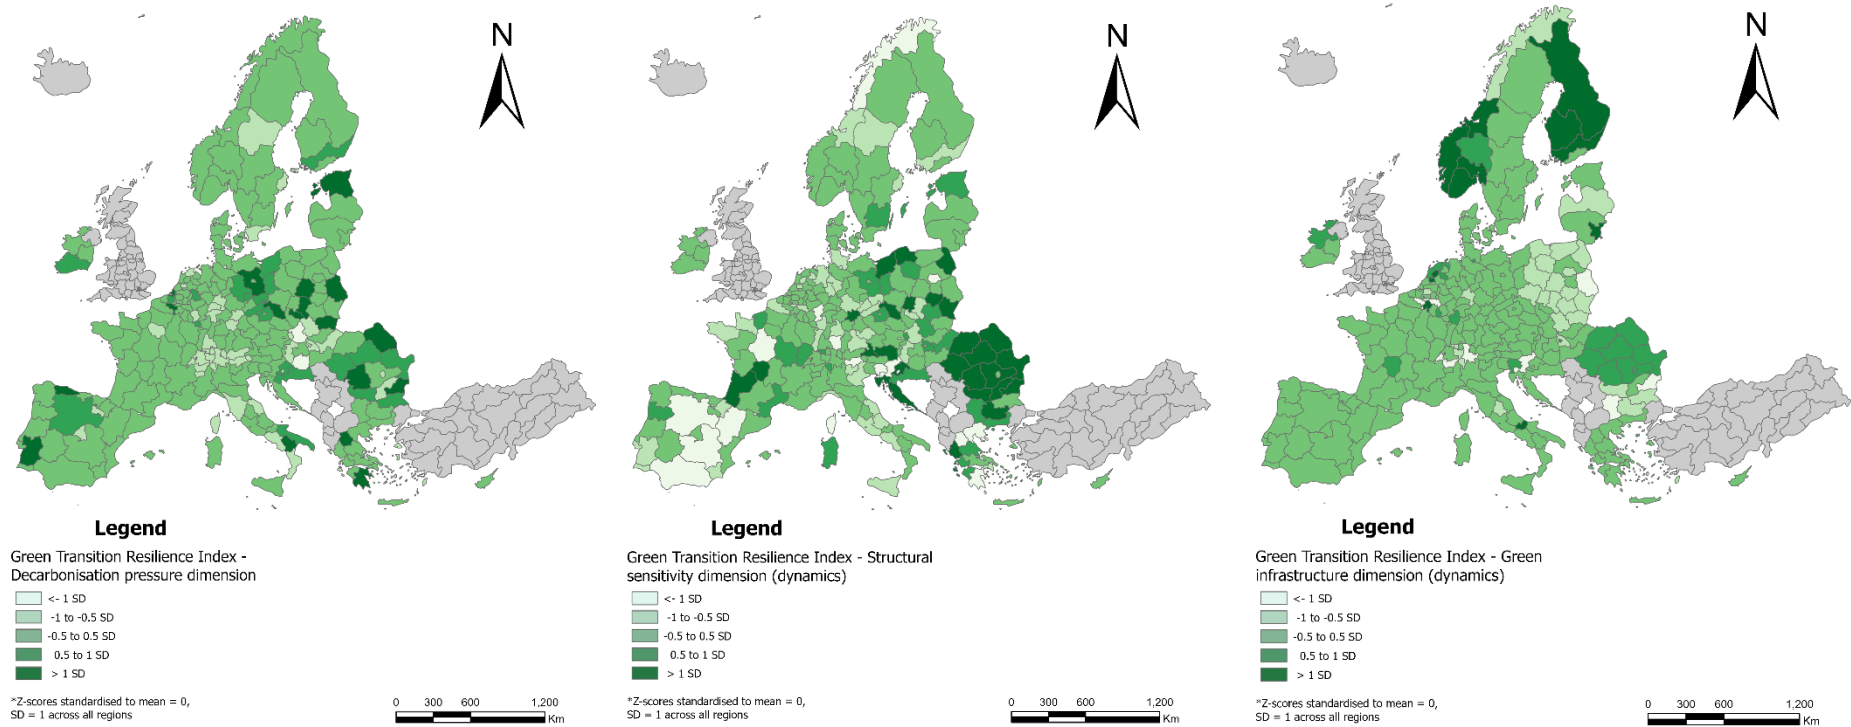 N
Legend
Green Transition Resilience Index -
Decarbonisation pressure dimension
<- 1 SD
-1 to -0.5 SD
-0.5 to 0.5 SD
0.5 to 1 SD
> 1 SD
*Z-scores standardised to mean = 0,
SD = 1 across all regions
0 300 600 1,200
Km
N
Legend
Green Transition Resilience Index - Structural
sensitivity dimension (dynamics)
<- 1 SD
-1 to -0.5 SD
-0.5 to 0.5 SD
0.5 to 1 SD
> 1 SD
*Z-scores standardised to mean = 0,
SD = 1 across all regions
0 300 600 1,200
Km
N
Legend
Green Transition Resilience Index - Green
infrastructure dimension (dynamics)
<- 1 SD
-1 to -0.5 SD
-0.5 to 0.5 SD
0.5 to 1 SD
> 1 SD
*Z-scores standardised to mean = 0,
SD = 1 across all regions
0 300 600 1,200
Km